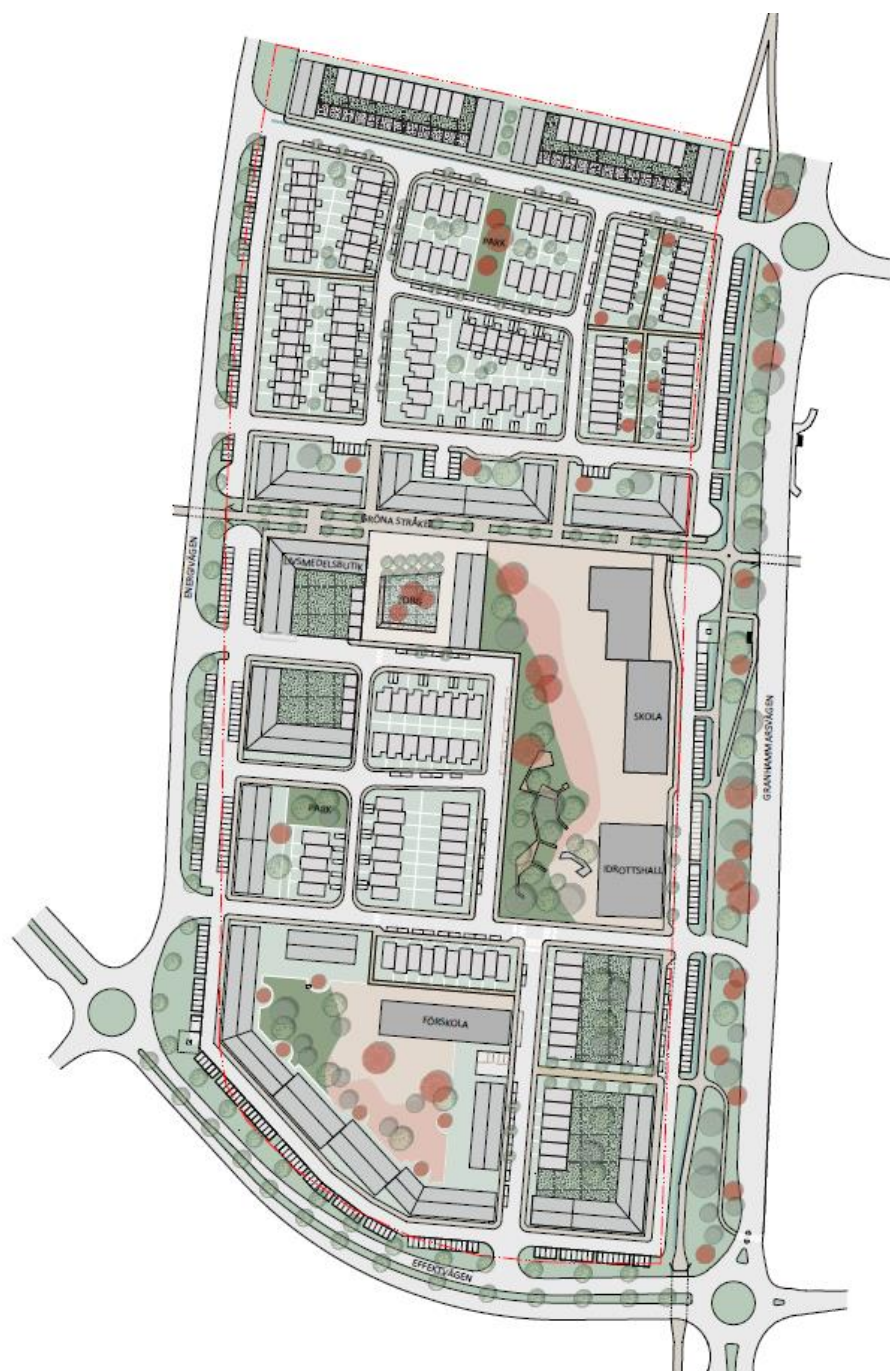 PARK
GRÖNA STRÅKET
LIVSMEDELSBUTIK
TORG
ENERGIVÄGEN
SKOLA
GRANHAMMARSVÄGEN
PARK
IDROTTSHALL
FÖRSKOLA
EFFEKTVÄGEN